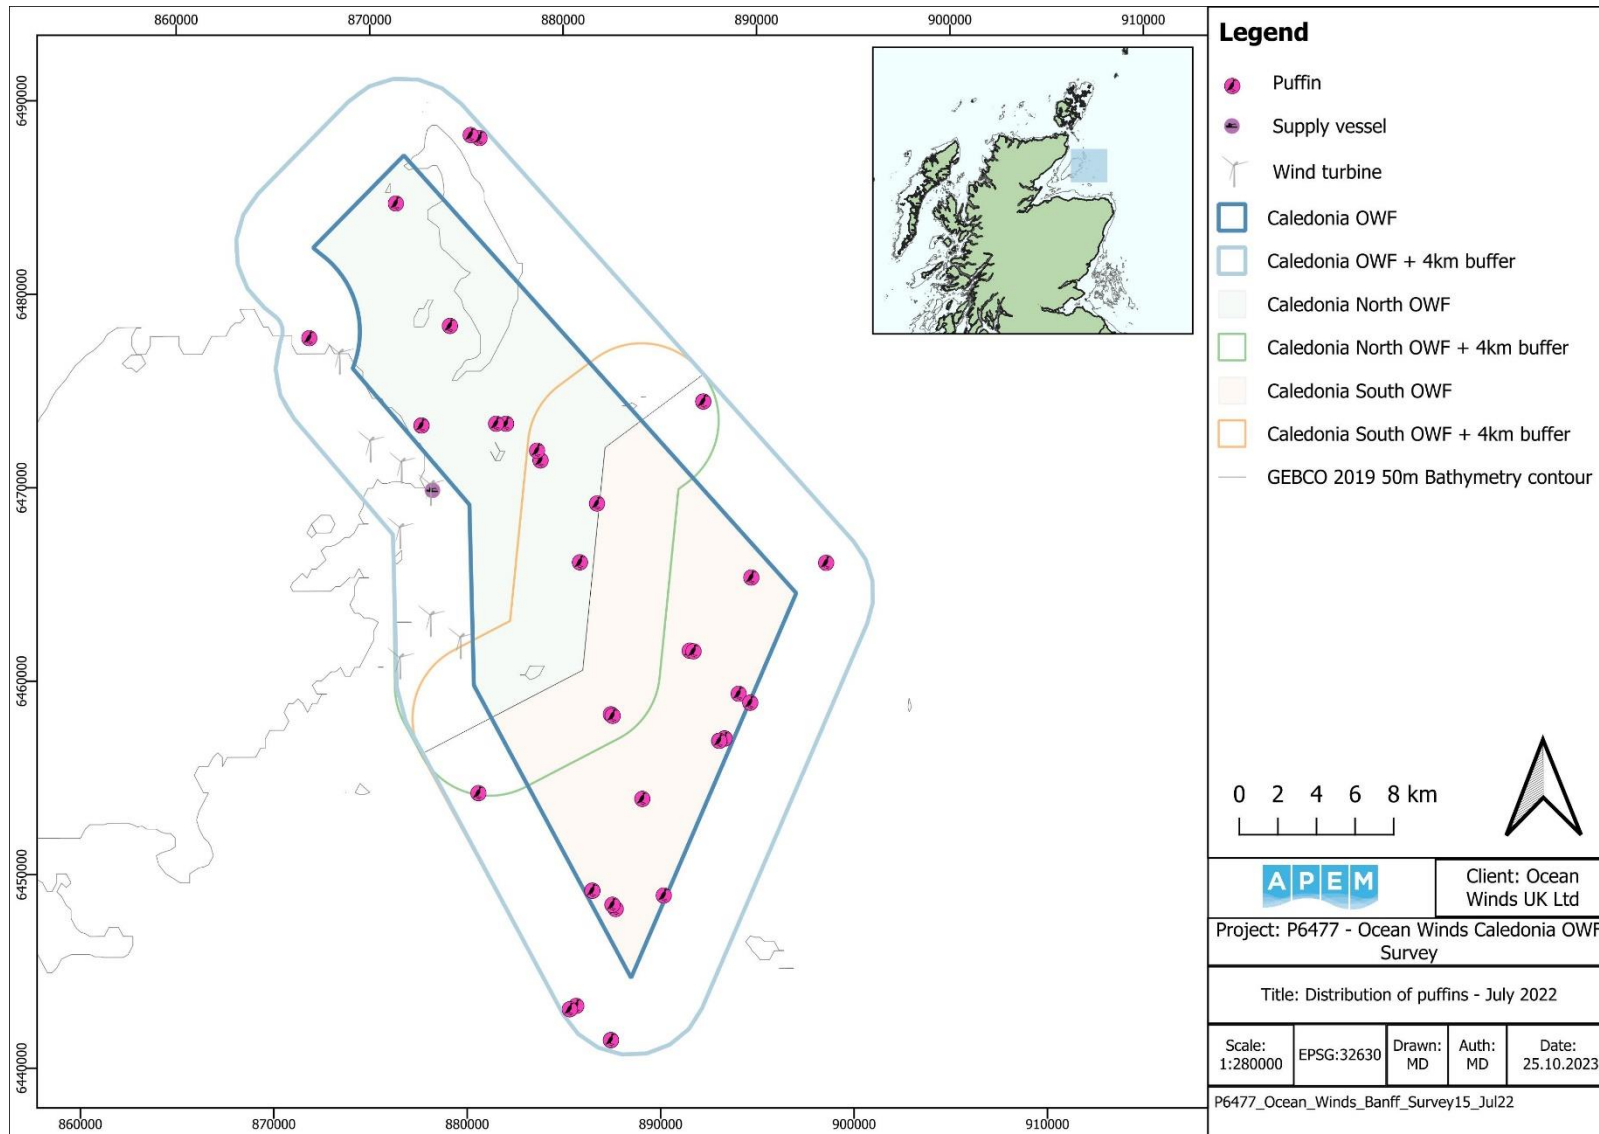 860000 870000 880000 890000 900000 910000
6490000
6480000
6470000
6460000
6450000
6440000
860000 870000 880000 890000 900000 910000
Legend
Puffin
Supply vessel
Wind turbine
Caledonia OWF
Caledonia OWF + 4km buffer
Caledonia North OWF
Caledonia North OWF + 4km buffer
Caledonia South OWF
Caledonia South OWF + 4km buffer
GEBCO 2019 50m Bathymetry contour
0 2 4 6 8 km
APEM
Client: Ocean
Winds UK Ltd
Project: P6477 - Ocean Winds Caledonia OWF
Survey
Title: Distribution of puffins - July 2022
Scale:
1:280000
EPSG:32630
Drawn:
MD
Auth:
MD
Date:
25.10.2023
P6477_Ocean_Winds_Banff_Survey15_Jul22